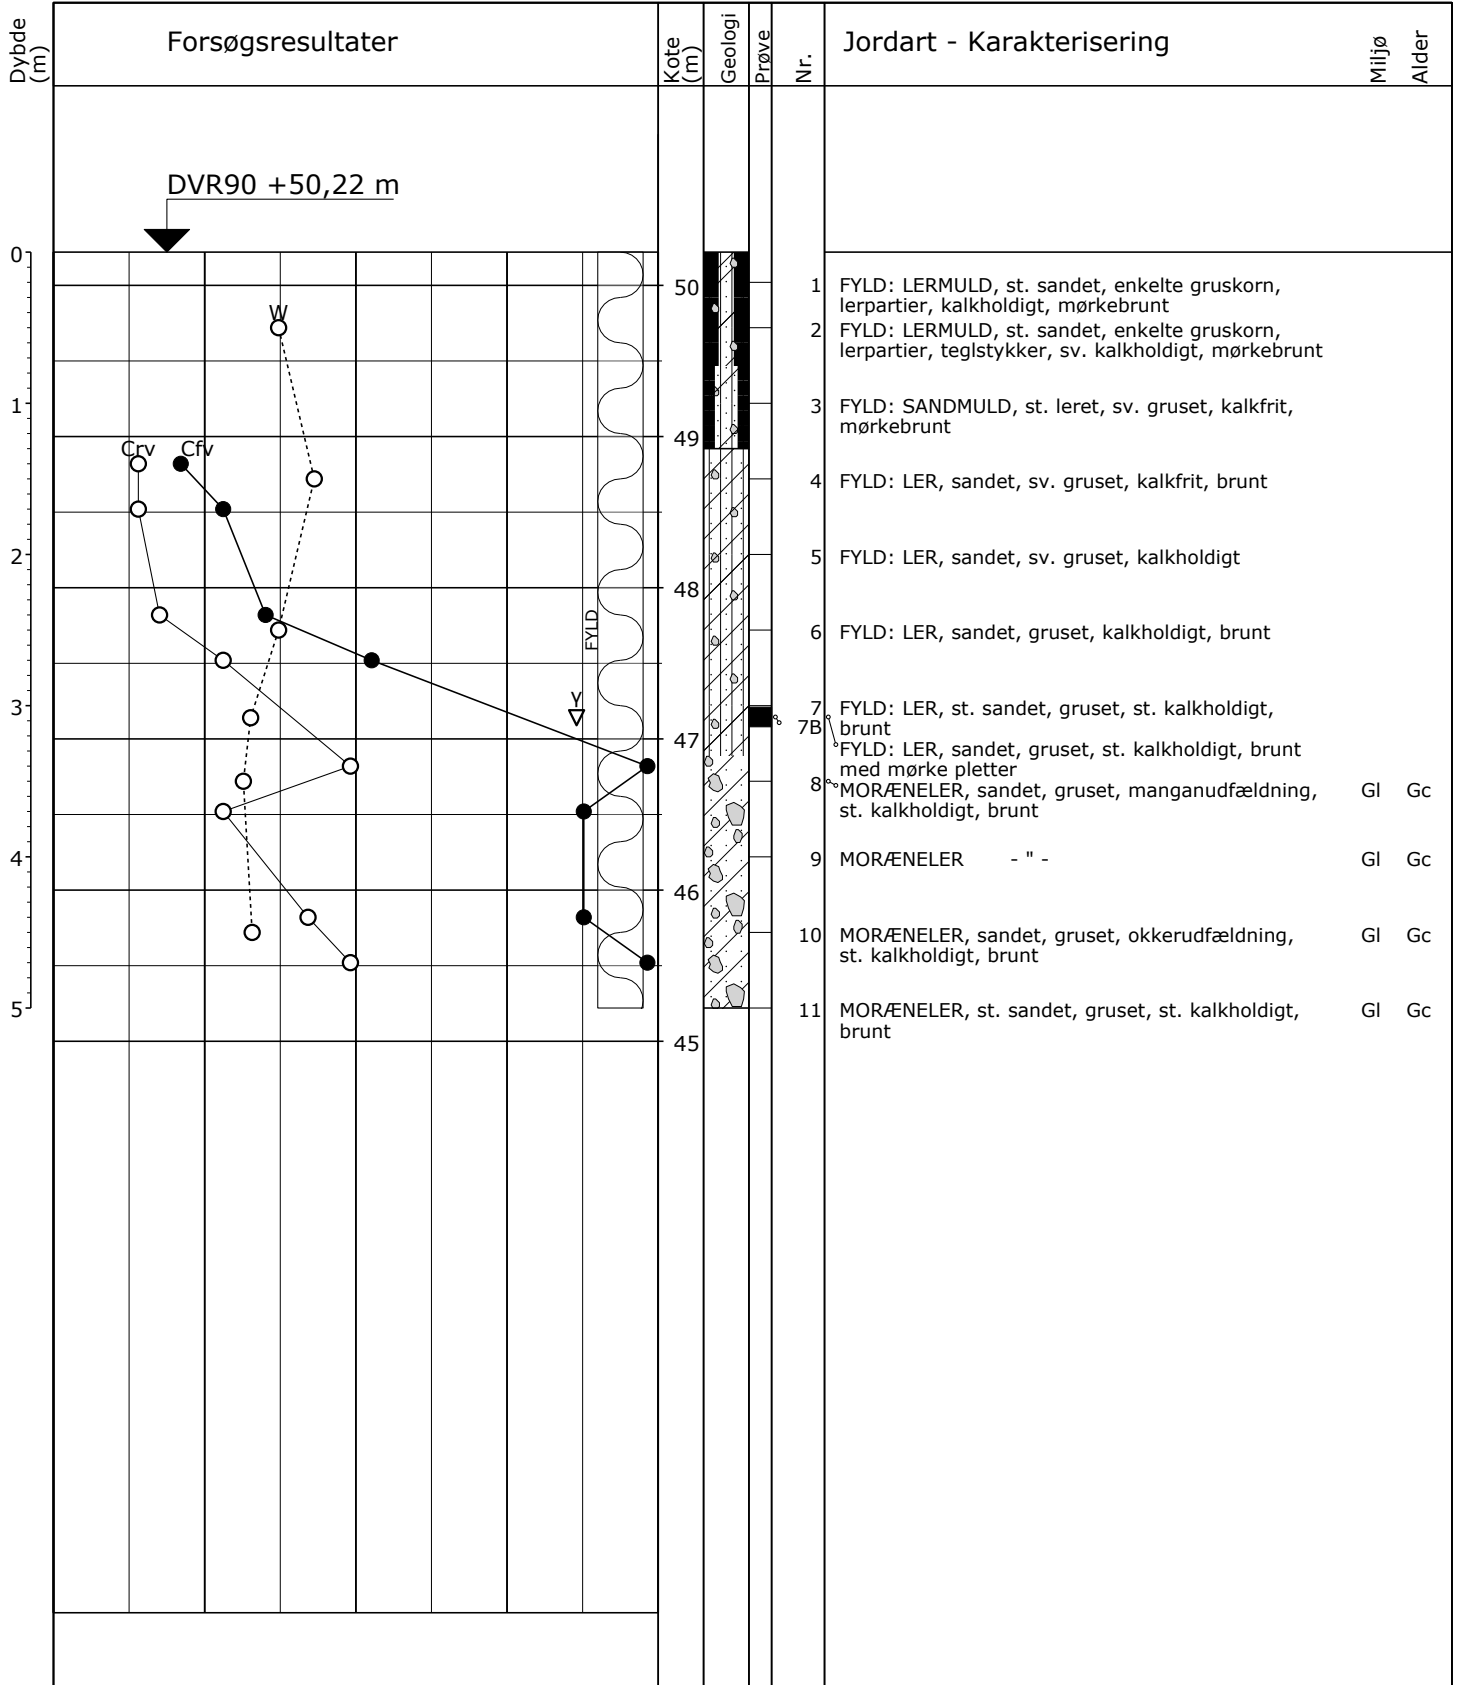 Dybde
(m)
Forsøgsresultater
Kote
(m)
Geologi
Prøve
Nr.
Jordart - Karakterisering
Miljø
Alder
DVR90 +50,22 m
0
1
2
3
4
5
W
Crv
Cfv
FYLD
γ
50
49
48
47
46
45
1 FYLD: LERMULD, st. sandet, enkelte gruskorn,
lerpartier, kalkholdigt, mørkebrunt
2 FYLD: LERMULD, st. sandet, enkelte gruskorn,
lerpartier, teglstykker, sv. kalkholdigt, mørkebrunt
3 FYLD: SANDMULD, st. leret, sv. gruset, kalkfrit,
mørkebrunt
4 FYLD: LER, sandet, sv. gruset, kalkfrit, brunt
5 FYLD: LER, sandet, sv. gruset, kalkholdigt
6 FYLD: LER, sandet, gruset, kalkholdigt, brunt
7 FYLD: LER, st. sandet, gruset, st. kalkholdigt,
brunt
7B FYLD: LER, sandet, gruset, st. kalkholdigt, brunt
med mørke pletter
8 MORÆNELER, sandet, gruset, manganudfældning, Gl Gc
st. kalkholdigt, brunt
9 MORÆNELER - " - Gl Gc
10 MORÆNELER, sandet, gruset, okkerudfældning, Gl Gc
st. kalkholdigt, brunt
11 MORÆNELER, st. sandet, gruset, st. kalkholdigt, Gl Gc
brunt